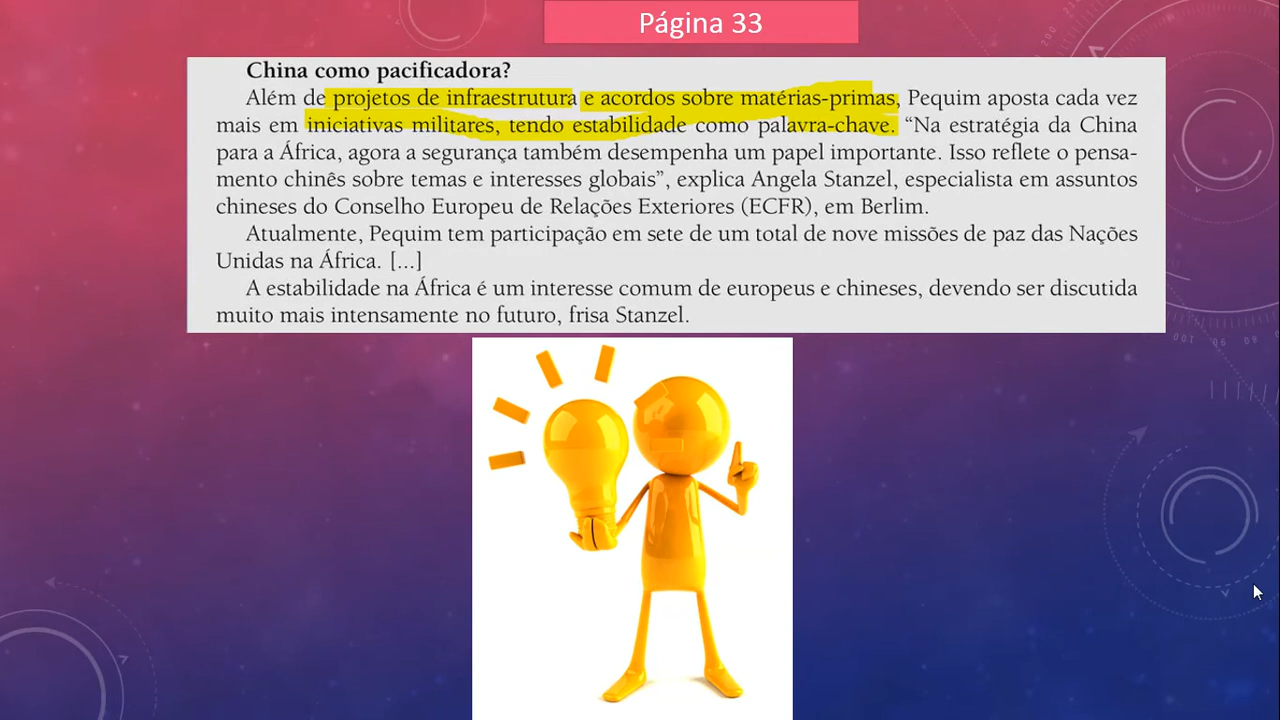 Página 33
China como pacificadora?
Além de projetos de infraestrutura e acordos sobre matérias-primas, Pequim aposta cada vez
mais em iniciativas militares, tendo estabilidade como palavra-chave. “Na estratégia da China
para a África, agora a segurança também desempenha um papel importante. Isso reflete o pensa-
mento chinês sobre temas e interesses globais”, explica Angela Stanzel, especialista em assuntos
chineses do Conselho Europeu de Relações Exteriores (ECFR), em Berlim.
Atualmente, Pequim tem participação em sete de um total de nove missões de paz das Nações
Unidas na África. [...]
A estabilidade na África é um interesse comum de europeus e chineses, devendo ser discutida
muito mais intensamente no futuro, frisa Stanzel.